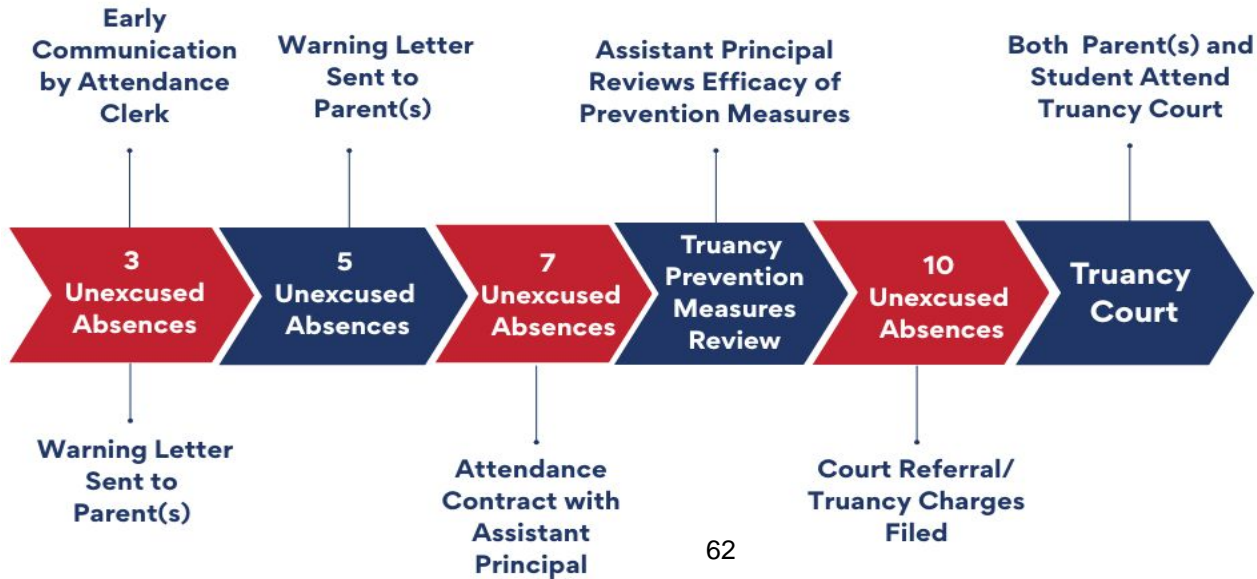 Early
Communication
by Attendance
Clerk
Warning Letter
Sent to
Parent(s)
Assistant Principal
Reviews Efficacy of
Prevention Measures
Both Parent(s) and
Student Attend
Truancy Court
3
Unexcused
Absences
5
Unexcused
Absences
7
Unexcused
Absences
Truancy
Prevention
Measures
Review
10
Unexcused
Absences
Truancy
Court
Warning Letter
Sent to
Parent(s)
Attendance
Contract with
Assistant
Principal
Court Referral/
Truancy Charges
Filed
62